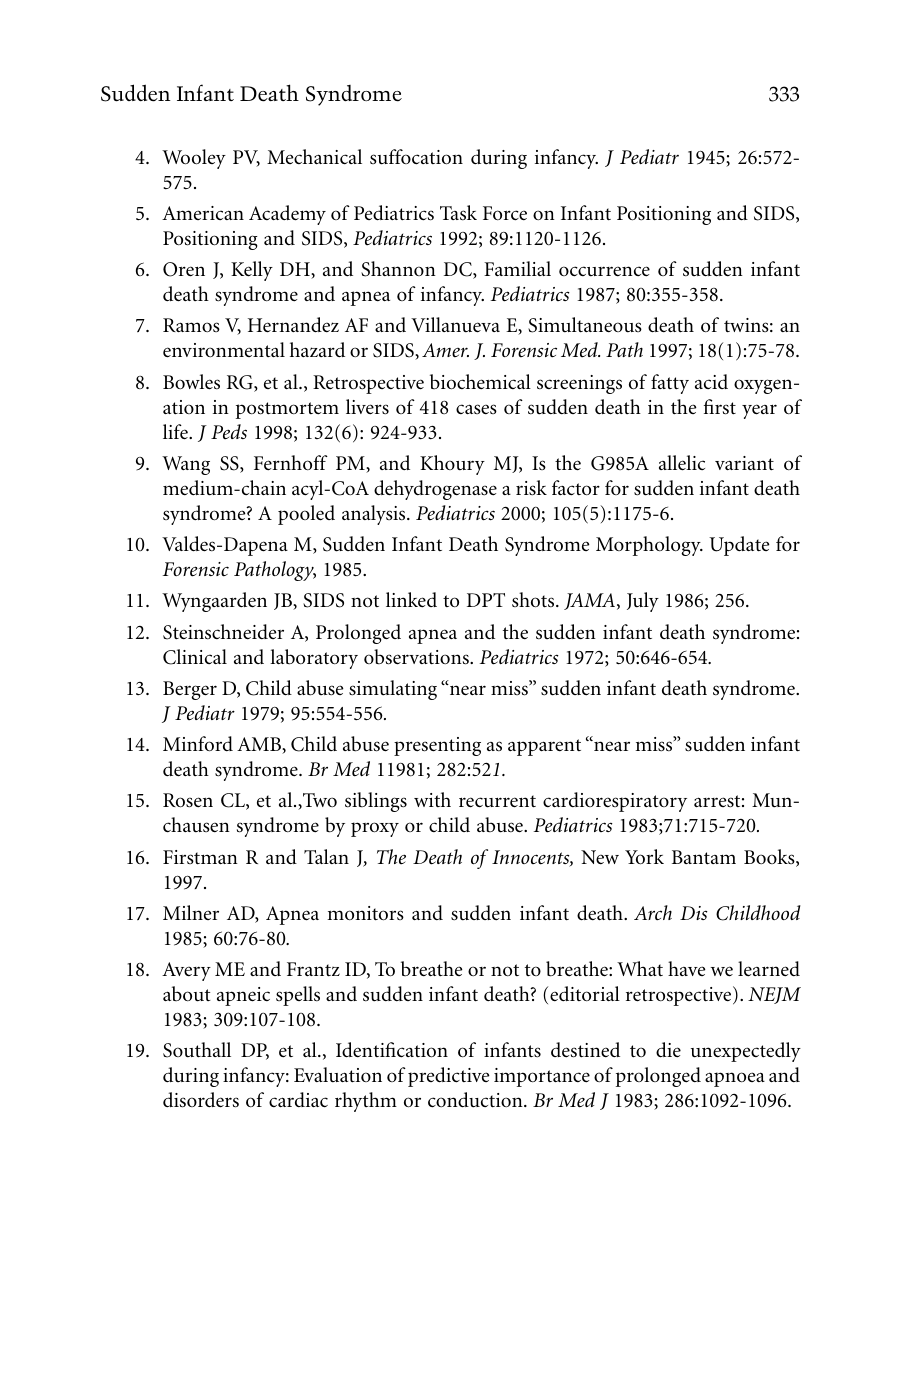 Sudden Infant Death Syndrome 333
4. Wooley PV, Mechanical suffocation during infancy. J Pediatr 1945; 26:572-
575.
5. American Academy of Pediatrics Task Force on Infant Positioning and SIDS,
Positioning and SIDS, Pediatrics 1992; 89:1120-1126.
6. Oren J, Kelly DH, and Shannon DC, Familial occurrence of sudden infant
death syndrome and apnea of infancy. Pediatrics 1987; 80:355-358.
7. Ramos V, Hernandez AF and Villanueva E, Simultaneous death of twins: an
environmental hazard or SIDS, Amer. J. Forensic Med. Path 1997; 18(1):75-78.
8. Bowles RG, et al., Retrospective biochemical screenings of fatty acid oxygen-
ation in postmortem livers of 418 cases of sudden death in the first year of
life. J Peds 1998; 132(6): 924-933.
9. Wang SS, Fernhoff PM, and Khoury MJ, Is the G985A allelic variant of
medium-chain acyl-CoA dehydrogenase a risk factor for sudden infant death
syndrome? A pooled analysis. Pediatrics 2000; 105(5):1175-6.
10. Valdes-Dapena M, Sudden Infant Death Syndrome Morphology. Update for
Forensic Pathology, 1985.
11. Wyngaarden JB, SIDS not linked to DPT shots. JAMA, July 1986; 256.
12. Steinschneider A, Prolonged apnea and the sudden infant death syndrome:
Clinical and laboratory observations. Pediatrics 1972; 50:646-654.
13. Berger D, Child abuse simulating “near miss” sudden infant death syndrome.
J Pediatr 1979; 95:554-556.
14. Minford AMB, Child abuse presenting as apparent “near miss” sudden infant
death syndrome. Br Med 11981; 282:521.
15. Rosen CL, et al.,Two siblings with recurrent cardiorespiratory arrest: Mun-
chausen syndrome by proxy or child abuse. Pediatrics 1983;71:715-720.
16. Firstman R and Talan J, The Death of Innocents, New York Bantam Books,
1997.
17. Milner AD, Apnea monitors and sudden infant death. Arch Dis Childhood
1985; 60:76-80.
18. Avery ME and Frantz ID, To breathe or not to breathe: What have we learned
about apneic spells and sudden infant death? (editorial retrospective). NEJM
1983; 309:107-108.
19. Southall DP, et al., Identification of infants destined to die unexpectedly
during infancy: Evaluation of predictive importance of prolonged apnoea and
disorders of cardiac rhythm or conduction. Br Med J 1983; 286:1092-1096.